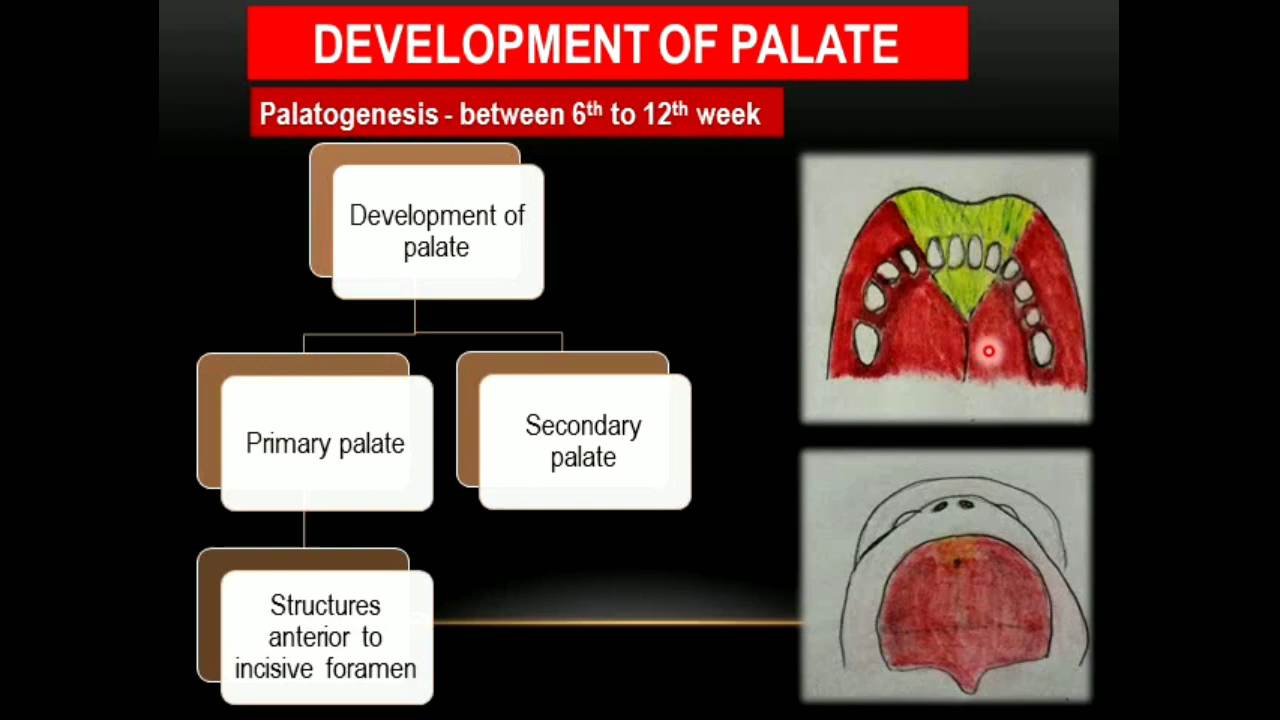 DEVELOPMENT OF PALATE
Palatogenesis - between 6th to 12th week
Development of
palate
Primary palate
Secondary
palate
Structures
anterior to
incisive foramen